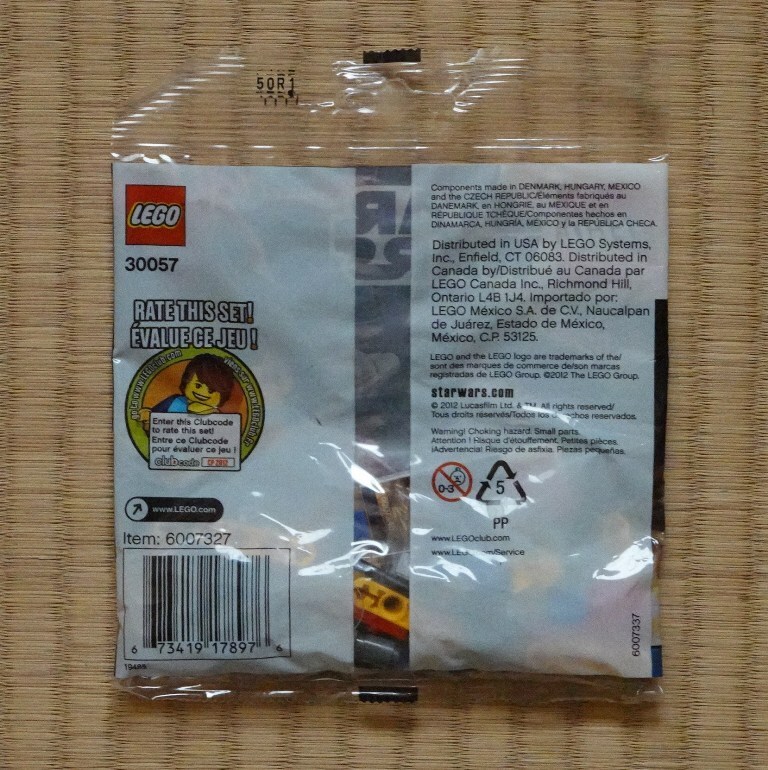 50R1
LEGO
30057
RATE THIS SET!
ÉVALUE CE JEU !
Enter this Clubcode
to rate this set!
Entre ce Clubcode
pour évaluer ce jeu !
clubcode CP 2012
www.LEGO.com
Item: 6007327
6 73419 17897 6
19488
Components made in DENMARK, HUNGARY, MEXICO
and the CZECH REPUBLIC/Éléments fabriqués au
DANEMARK, en HONGRIE, au MEXIQUE et en
RÉPUBLIQUE TCHÈQUE/Componentes hechos en
DINAMARCA, HUNGRÍA, MÉXICO y la REPÚBLICA CHECA.
Distributed in USA by LEGO Systems,
Inc., Enfield, CT 06083. Distributed in
Canada by/Distribué au Canada par
LEGO Canada Inc., Richmond Hill,
Ontario L4B 1J4. Importado por:
LEGO México S.A. de C.V., Naucalpan
de Juárez, Estado de México,
México, C.P. 53125.
LEGO and the LEGO logo are trademarks of the/
sont des marques de commerce de/son marcas
registradas de LEGO Group. ©2012 The LEGO Group.
starwars.com
© 2012 Lucasfilm Ltd. & TM. All rights reserved/
Tous droits réservés/Todos los derechos reservados.
Warning! Choking hazard. Small parts.
Attention ! Risque d'étouffement. Petites pièces.
¡Advertencia! Riesgo de asfixia. Piezas pequeñas.
0-3
5
PP
www.LEGOclub.com
6007337